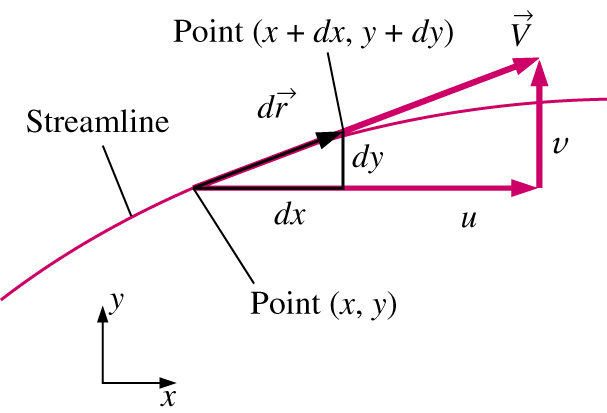 Point (x + dx, y + dy)
V⃗
dr⃗
Streamline
dy
v
dx
u
Point (x, y)
y
x